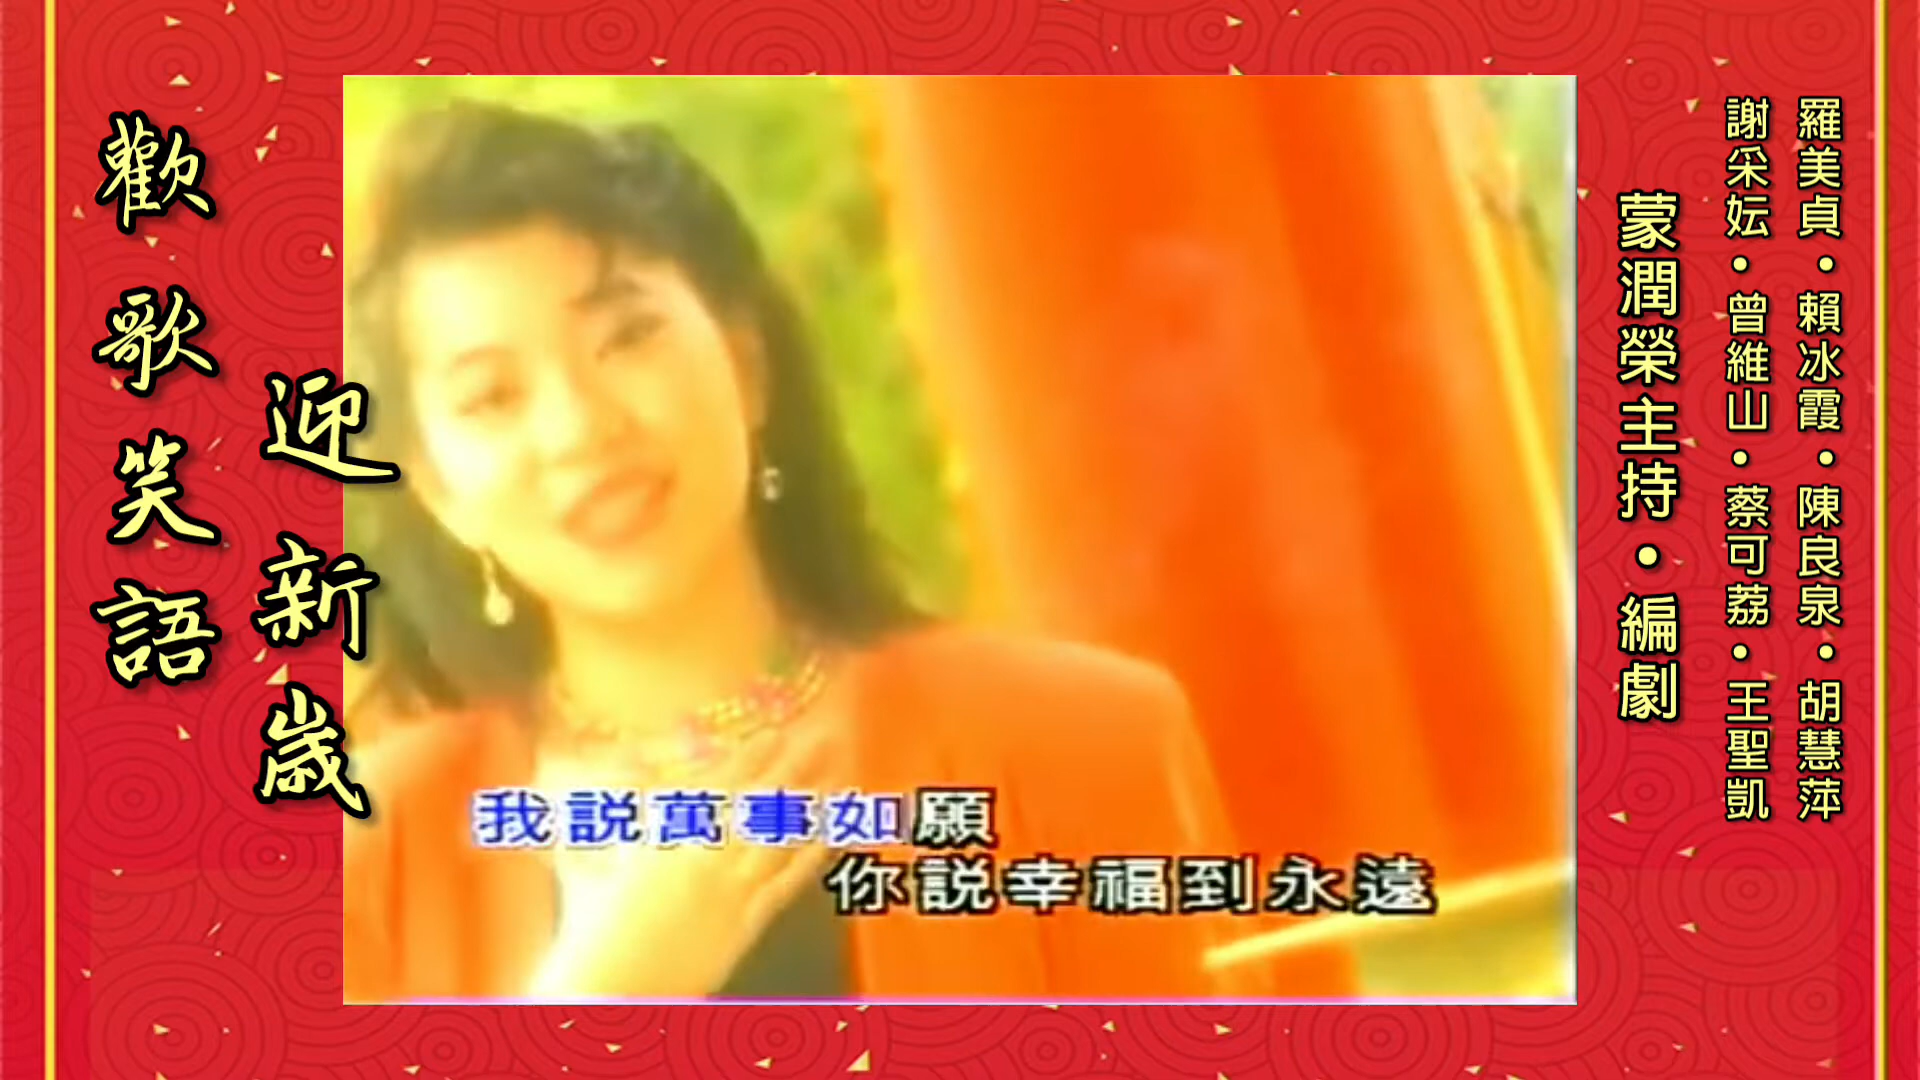 歡歌笑語
迎新歲
羅美貞・賴冰霞・陳良泉・胡慧萍
謝采妘・曾維山・蔡可荔・王聖凱
蒙潤榮主持・編劇
我説萬事如願
你説幸福到永遠